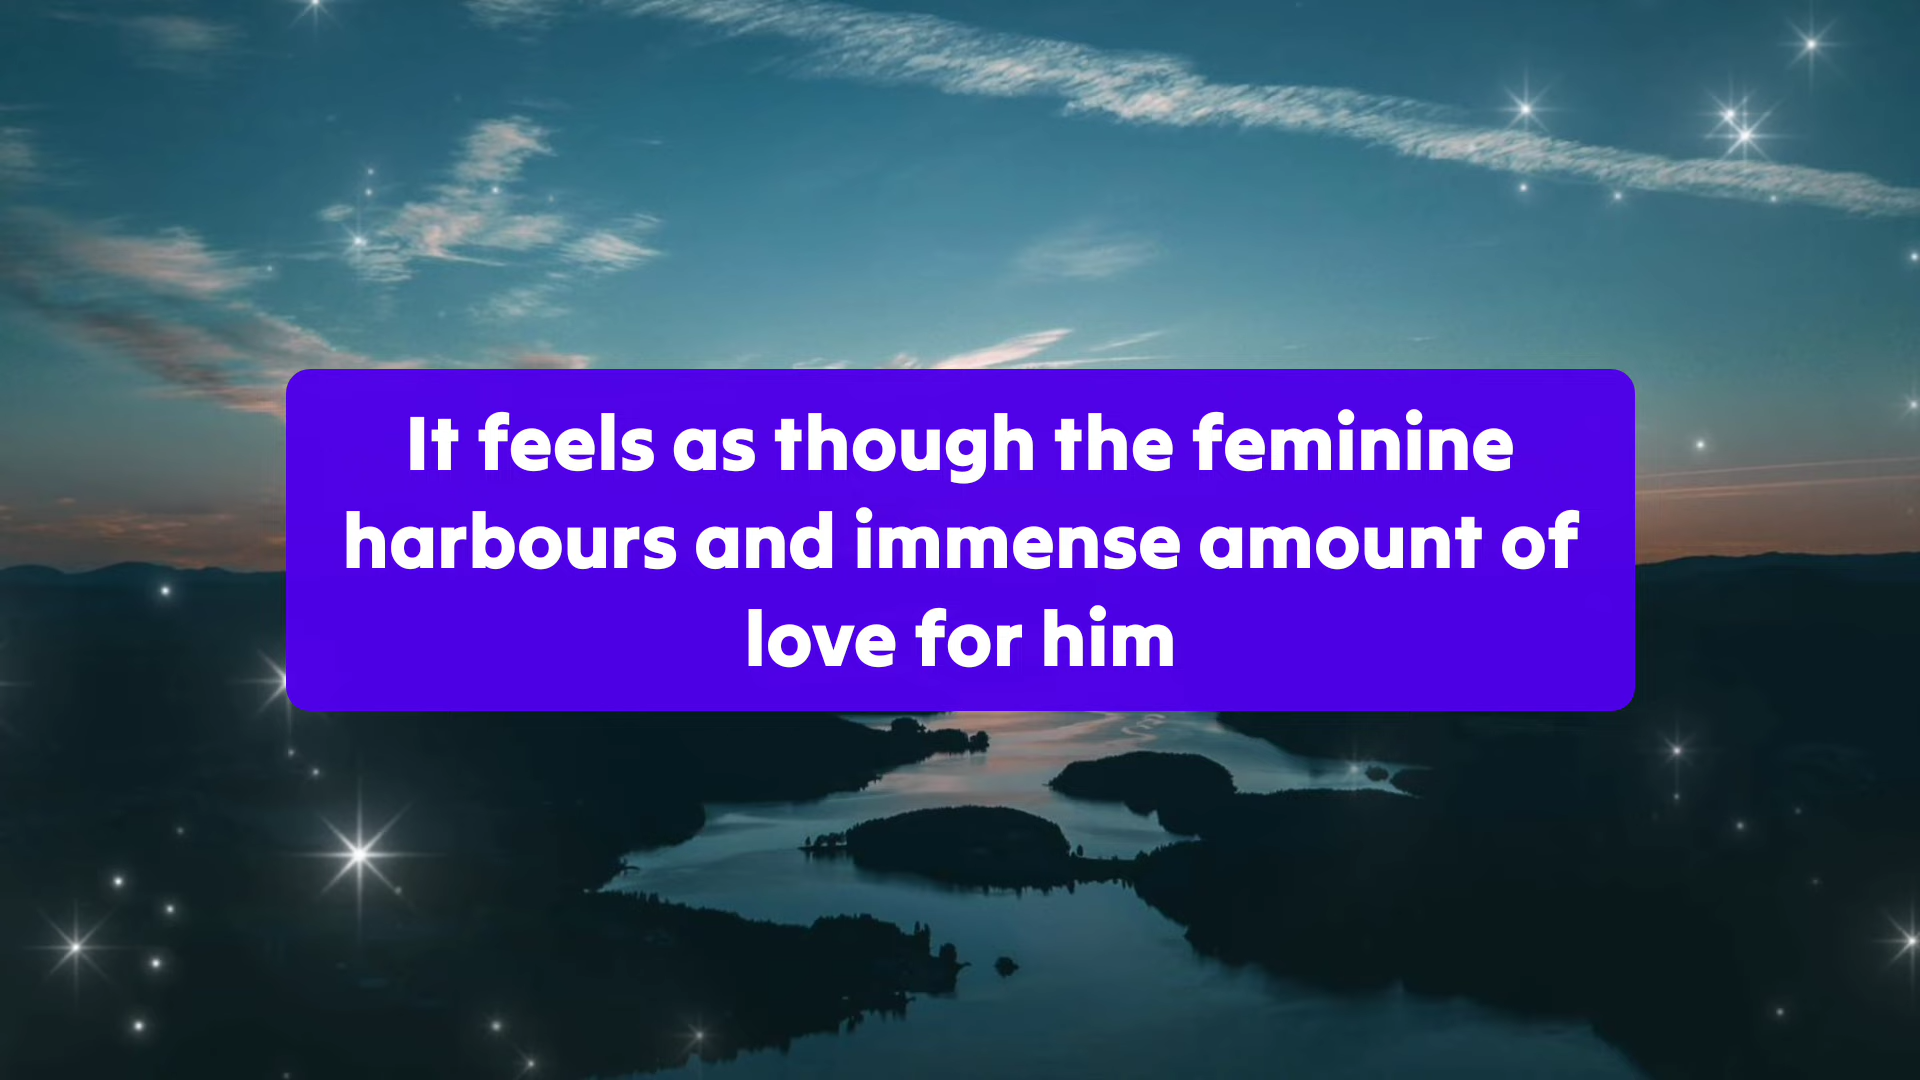 It feels as though the feminine
harbours and immense amount of
love for him